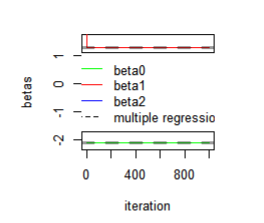 1
0
-1
-2
betas
beta0
beta1
beta2
multiple regressio
0
400
800
iteration